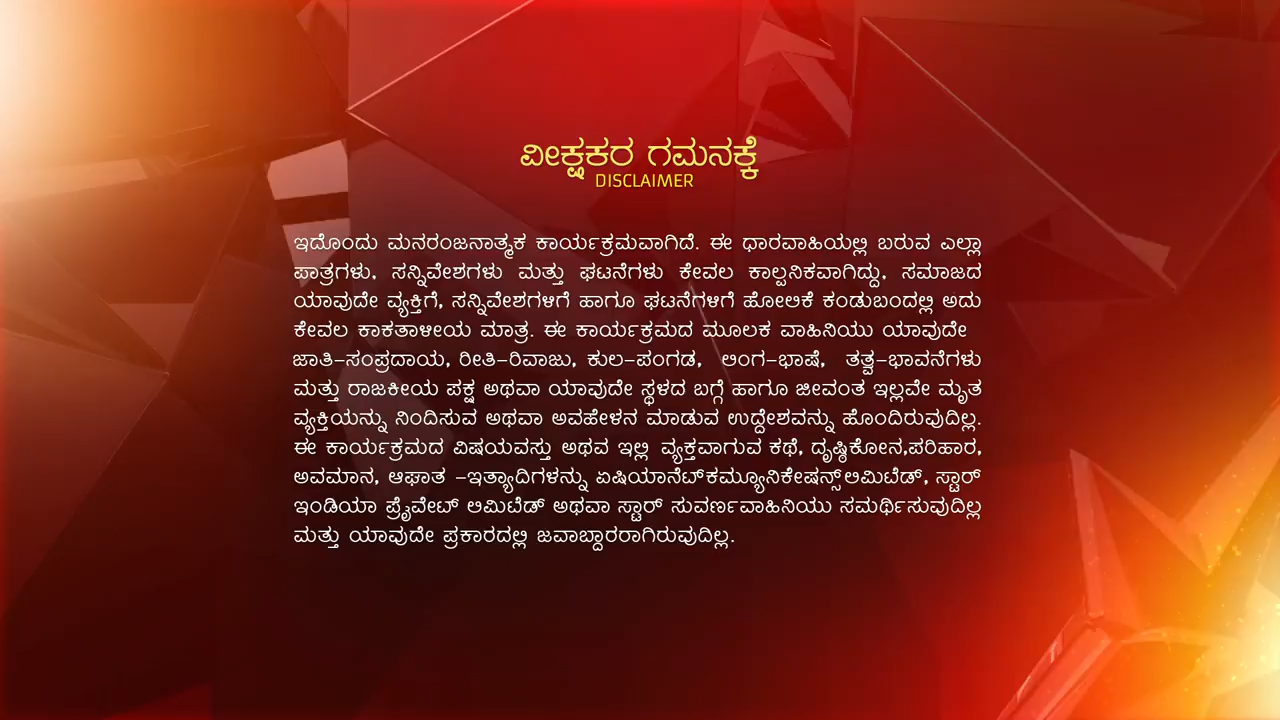 ವೀಕ್ಷಕರ ಗಮನಕ್ಕೆ
DISCLAIMER
ಇದೊಂದು ಮನರಂಜನಾತ್ಮಕ ಕಾರ್ಯಕ್ರಮವಾಗಿದೆ. ಈ ಧಾರವಾಹಿಯಲ್ಲಿ ಬರುವ ಎಲ್ಲಾ
ಪಾತ್ರಗಳು, ಸನ್ನಿವೇಶಗಳು ಮತ್ತು ಘಟನೆಗಳು ಕೇವಲ ಕಾಲ್ಪನಿಕವಾಗಿದ್ದು, ಸಮಾಜದ
ಯಾವುದೇ ವ್ಯಕ್ತಿಗೆ, ಸನ್ನಿವೇಶಗಳಿಗೆ ಹಾಗೂ ಘಟನೆಗಳಿಗೆ ಹೋಲಿಕೆ ಕಂಡುಬಂದಲ್ಲಿ ಅದು
ಕೇವಲ ಕಾಕತಾಳೀಯ ಮಾತ್ರ. ಈ ಕಾರ್ಯಕ್ರಮದ ಮೂಲಕ ವಾಹಿನಿಯು ಯಾವುದೇ
ಜಾತಿ-ಸಂಪ್ರದಾಯ, ರೀತಿ-ರಿವಾಜು, ಕುಲ-ಪಂಗಡ, ಲಿಂಗ-ಭಾಷೆ, ತತ್ವ-ಭಾವನೆಗಳು
ಮತ್ತು ರಾಜಕೀಯ ಪಕ್ಷ ಅಥವಾ ಯಾವುದೇ ಸ್ಥಳದ ಬಗ್ಗೆ ಹಾಗೂ ಜೀವಂತ ಇಲ್ಲವೇ ಮೃತ
ವ್ಯಕ್ತಿಯನ್ನು ನಿಂದಿಸುವ ಅಥವಾ ಅವಹೇಳನ ಮಾಡುವ ಉದ್ದೇಶವನ್ನು ಹೊಂದಿರುವುದಿಲ್ಲ.
ಈ ಕಾರ್ಯಕ್ರಮದ ವಿಷಯವಸ್ತು ಅಥವ ಇಲ್ಲಿ ವ್ಯಕ್ತವಾಗುವ ಕಥೆ, ದೃಷ್ಠಿಕೋನ,ಪರಿಹಾರ,
ಅವಮಾನ, ಆಘಾತ -ಇತ್ಯಾದಿಗಳನ್ನು ಏಷಿಯಾನೆಟ್‌ಕಮ್ಯೂನಿಕೇಷನ್ಸ್‌ಲಿಮಿಟೆಡ್, ಸ್ಟಾರ್
ಇಂಡಿಯಾ ಪ್ರೈವೇಟ್ ಲಿಮಿಟೆಡ್ ಅಥವಾ ಸ್ಟಾರ್ ಸುವರ್ಣವಾಹಿನಿಯು ಸಮರ್ಥಿಸುವುದಿಲ್ಲ
ಮತ್ತು ಯಾವುದೇ ಪ್ರಕಾರದಲ್ಲಿ ಜವಾಬ್ದಾರರಾಗಿರುವುದಿಲ್ಲ.